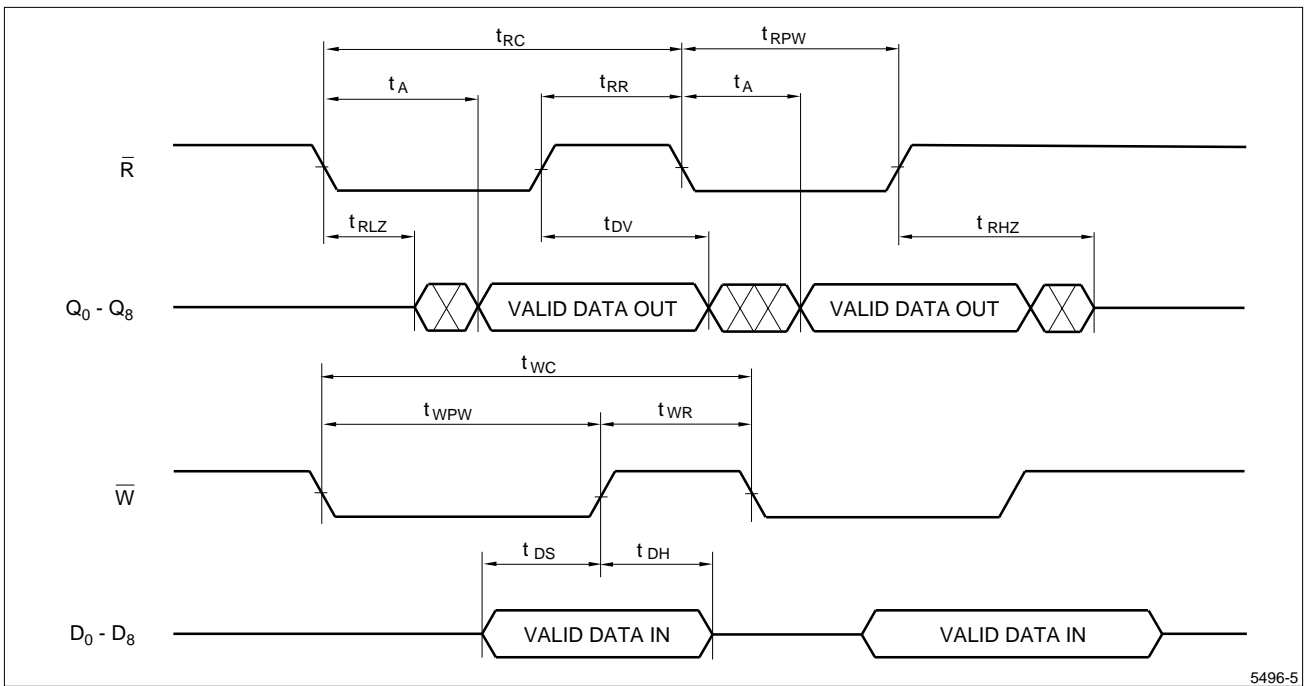 tRC
tRPW
tA
tRR
tA
R̅
tRLZ
tDV
tRHZ
Q0 - Q8
VALID DATA OUT
VALID DATA OUT
tWC
tWPW
tWR
W̅
tDS
tDH
D0 - D8
VALID DATA IN
VALID DATA IN
5496-5